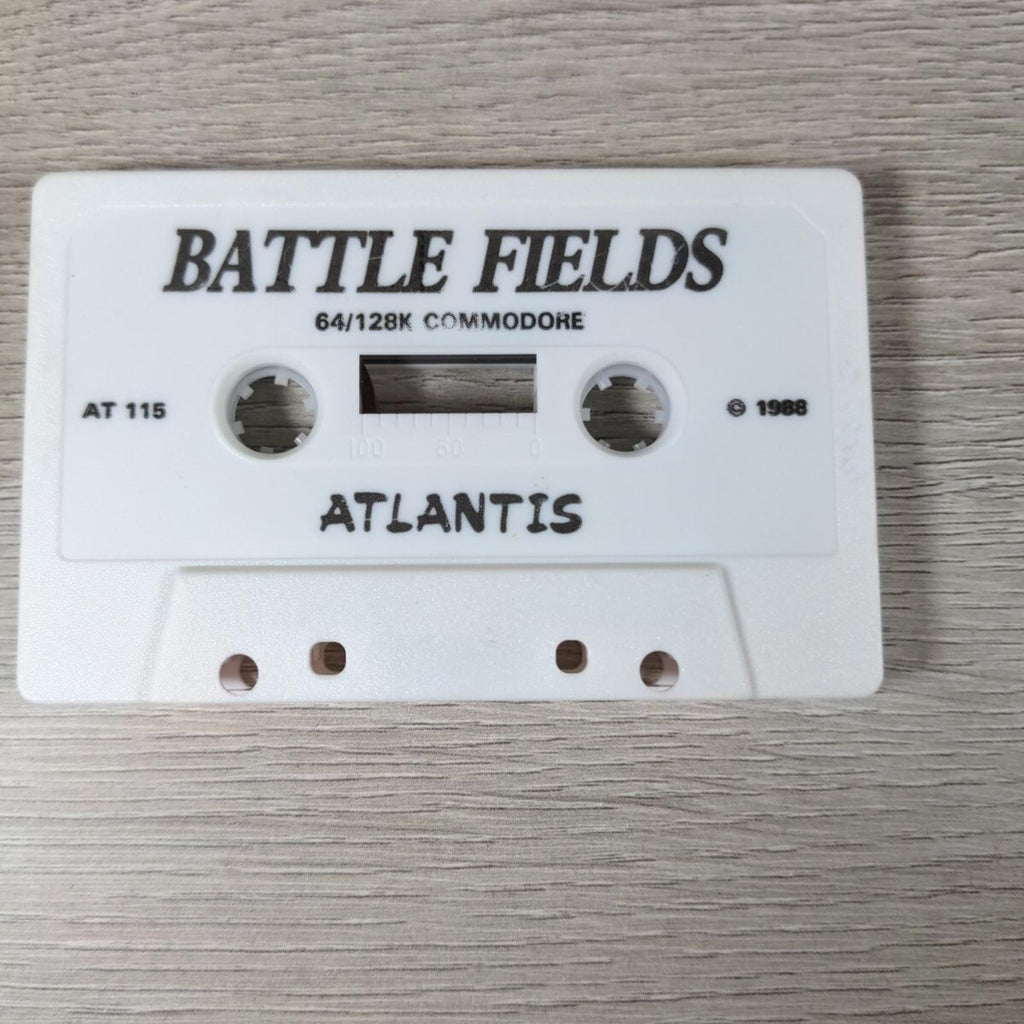 BATTLE FIELDS
64/128K COMMODORE
AT 115
© 1988
100 50 0
ATLANTIS